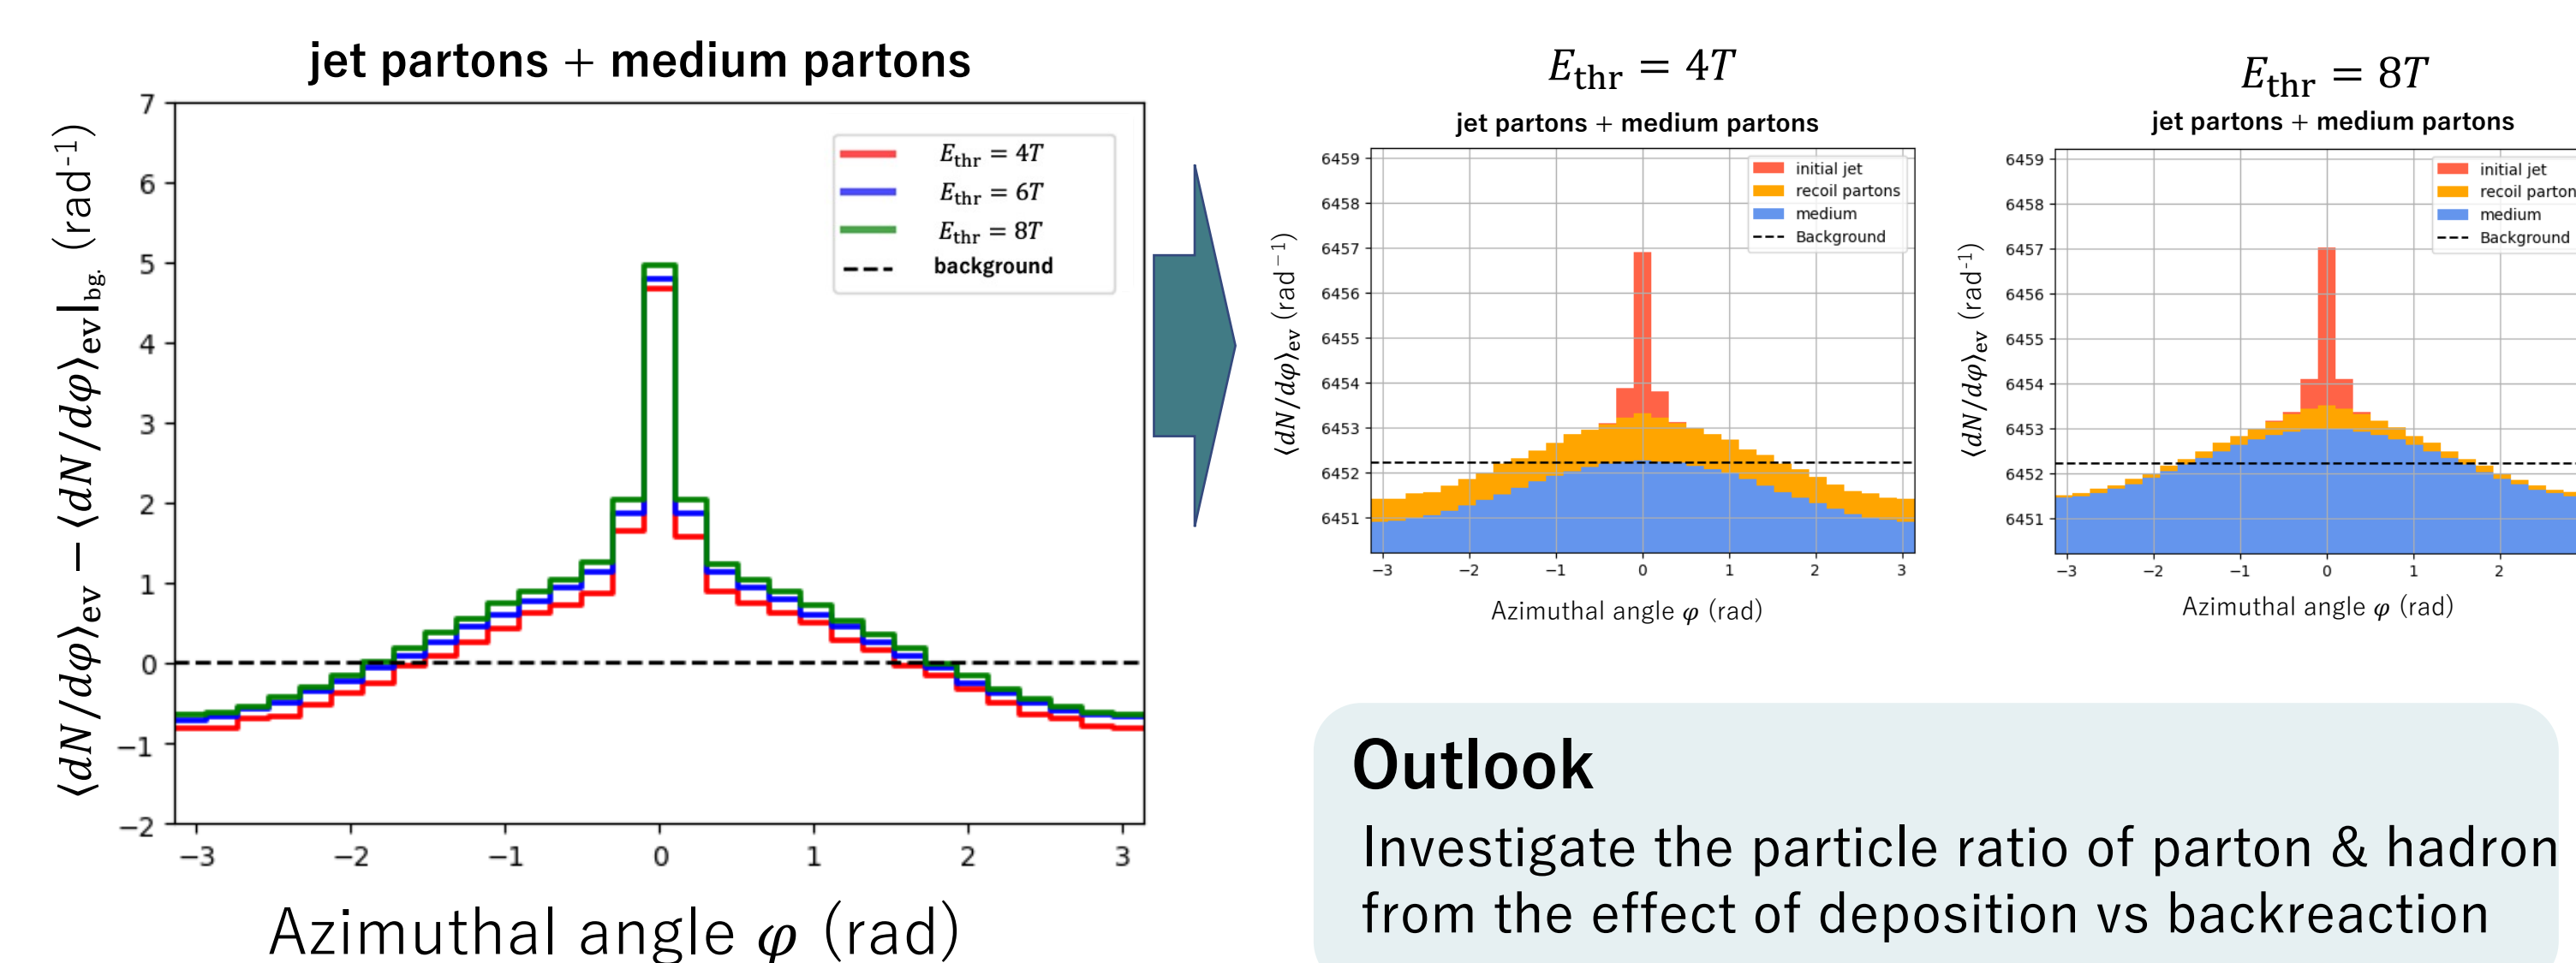 jet partons + medium partons
⟨dN/dφ⟩ev − ⟨dN/dφ⟩ev|bg. (rad-1)
7
6
5
4
3
2
1
0
−1
−2
Ethr = 4T
Ethr = 6T
Ethr = 8T
background
−3 −2 −1 0 1 2 3
Azimuthal angle φ (rad)
Ethr = 4T
jet partons + medium partons
⟨dN/dφ⟩ev (rad−1)
6459
6458
6457
6456
6455
6454
6453
6452
6451
initial jet
recoil partons
medium
Background
−3 −2 −1 0 1 2 3
Azimuthal angle φ (rad)
Ethr = 8T
jet partons + medium partons
⟨dN/dφ⟩ev (rad-1)
6459
6458
6457
6456
6455
6454
6453
6452
6451
initial jet
recoil parton
medium
Background
−3 −2 −1 0 1 2
Azimuthal angle φ (rad)
Outlook
Investigate the particle ratio of parton & hadron
from the effect of deposition vs backreaction